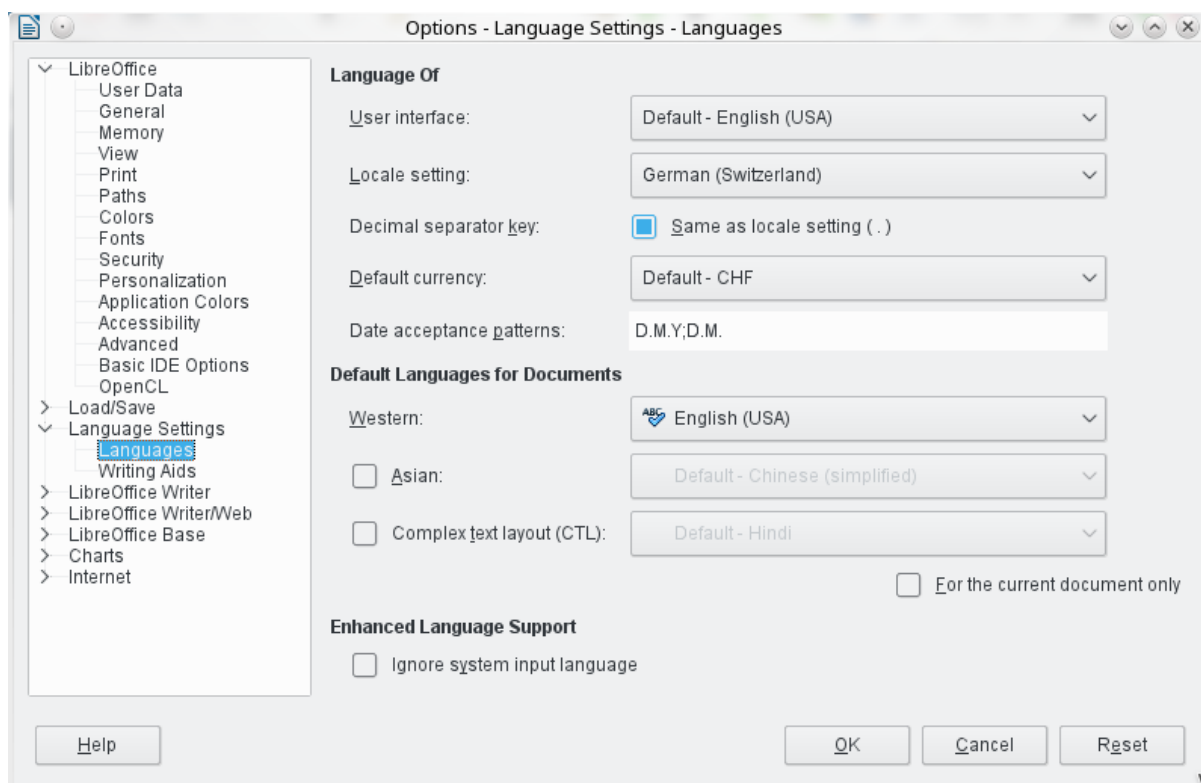 Options - Language Settings - Languages
LibreOffice
User Data
General
Memory
View
Print
Paths
Colors
Fonts
Security
Personalization
Application Colors
Accessibility
Advanced
Basic IDE Options
OpenCL
Load/Save
Language Settings
Languages
Writing Aids
LibreOffice Writer
LibreOffice Writer/Web
LibreOffice Base
Charts
Internet
Language Of
User interface: Default - English (USA)
Locale setting: German (Switzerland)
Decimal separator key: Same as locale setting ( . )
Default currency: Default - CHF
Date acceptance patterns: D.M.Y;D.M.
Default Languages for Documents
Western: ABC English (USA)
Asian: Default - Chinese (simplified)
Complex text layout (CTL): Default - Hindi
For the current document only
Enhanced Language Support
Ignore system input language
Help OK Cancel Reset